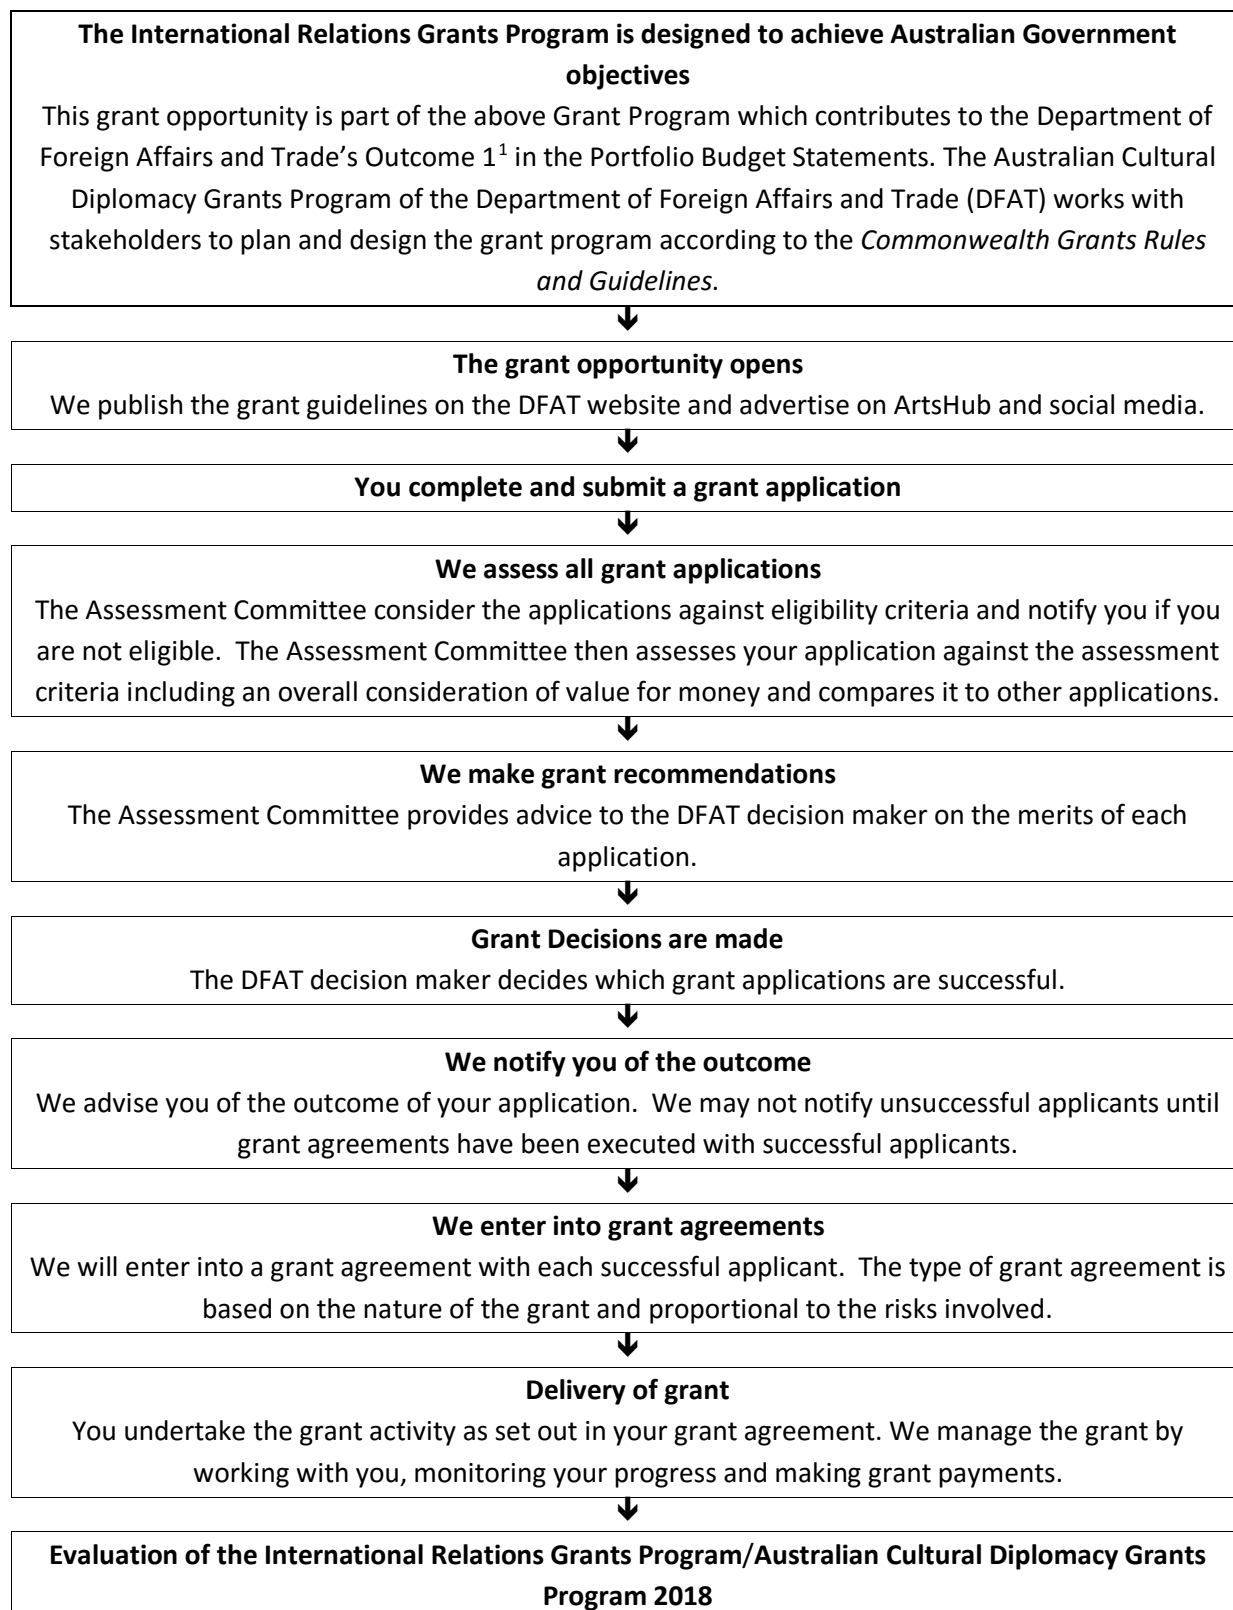 The International Relations Grants Program is designed to achieve Australian Government
objectives
This grant opportunity is part of the above Grant Program which contributes to the Department of
Foreign Affairs and Trade's Outcome 1¹ in the Portfolio Budget Statements. The Australian Cultural
Diplomacy Grants Program of the Department of Foreign Affairs and Trade (DFAT) works with
stakeholders to plan and design the grant program according to the Commonwealth Grants Rules
and Guidelines.
The grant opportunity opens
We publish the grant guidelines on the DFAT website and advertise on ArtsHub and social media.
You complete and submit a grant application
We assess all grant applications
The Assessment Committee consider the applications against eligibility criteria and notify you if you
are not eligible.  The Assessment Committee then assesses your application against the assessment
criteria including an overall consideration of value for money and compares it to other applications.
We make grant recommendations
The Assessment Committee provides advice to the DFAT decision maker on the merits of each
application.
Grant Decisions are made
The DFAT decision maker decides which grant applications are successful.
We notify you of the outcome
We advise you of the outcome of your application.  We may not notify unsuccessful applicants until
grant agreements have been executed with successful applicants.
We enter into grant agreements
We will enter into a grant agreement with each successful applicant.  The type of grant agreement is
based on the nature of the grant and proportional to the risks involved.
Delivery of grant
You undertake the grant activity as set out in your grant agreement. We manage the grant by
working with you, monitoring your progress and making grant payments.
Evaluation of the International Relations Grants Program/Australian Cultural Diplomacy Grants
Program 2018